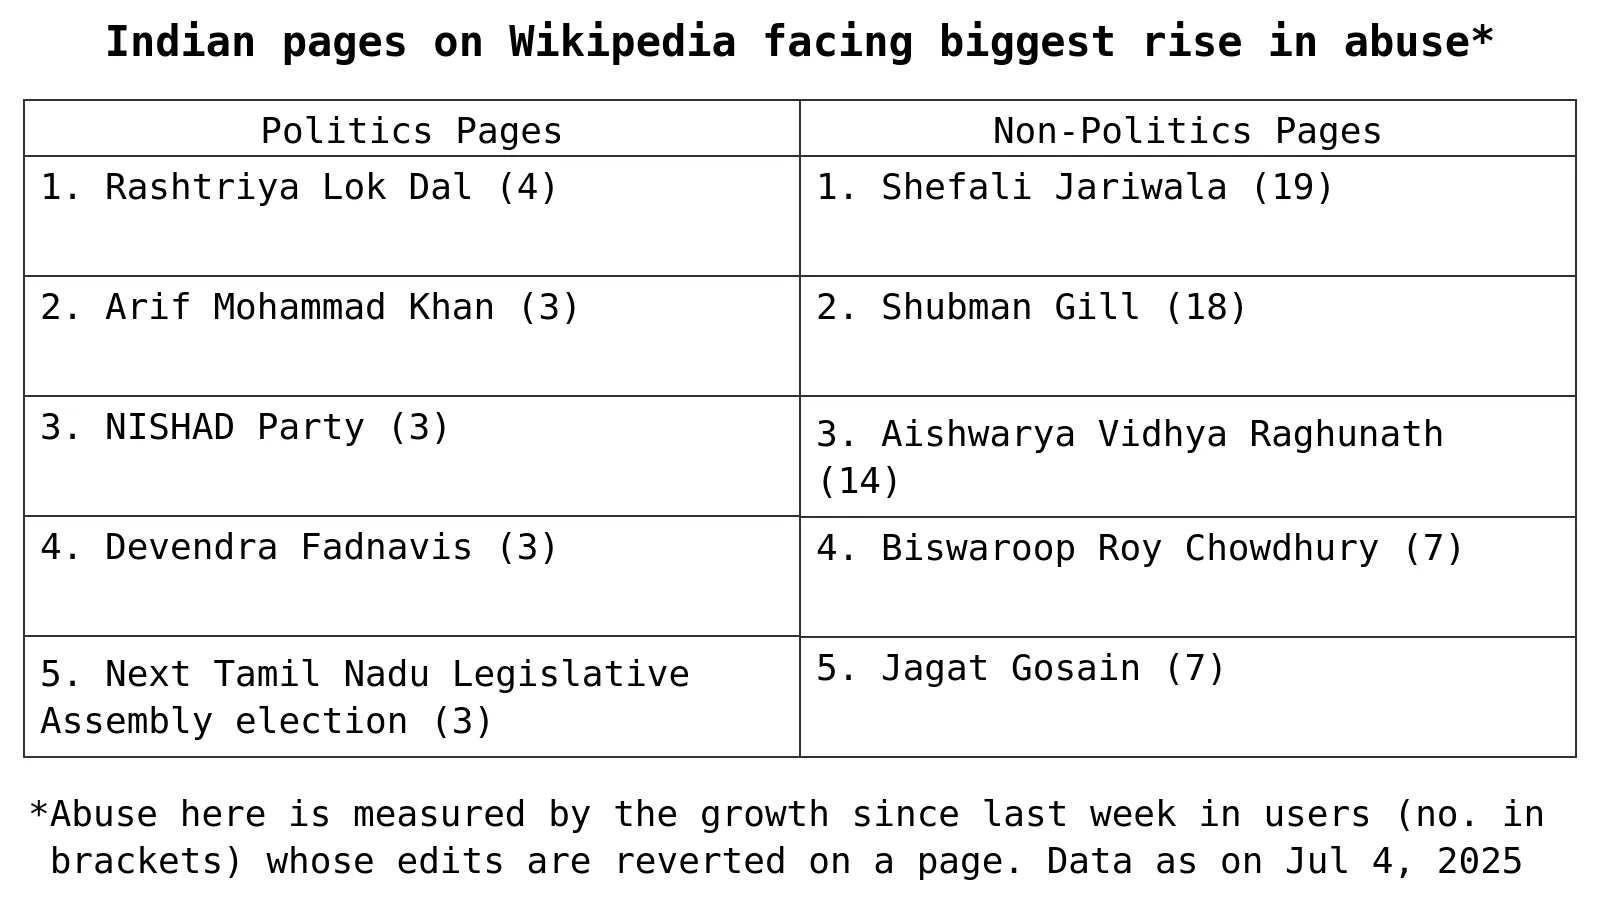 Indian pages on Wikipedia facing biggest rise in abuse*
Politics Pages
Non-Politics Pages
1. Rashtriya Lok Dal (4)
1. Shefali Jariwala (19)
2. Arif Mohammad Khan (3)
2. Shubman Gill (18)
3. NISHAD Party (3)
3. Aishwarya Vidhya Raghunath
(14)
4. Devendra Fadnavis (3)
4. Biswaroop Roy Chowdhury (7)
5. Next Tamil Nadu Legislative
Assembly election (3)
5. Jagat Gosain (7)
*Abuse here is measured by the growth since last week in users (no. in
brackets) whose edits are reverted on a page. Data as on Jul 4, 2025